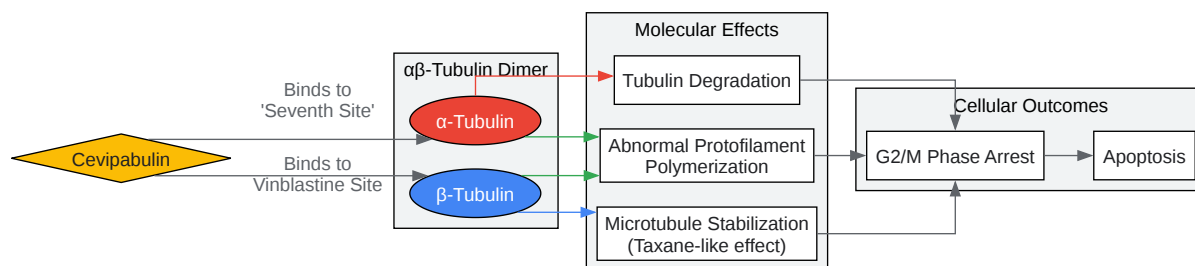 Cevipabulin
Binds to
'Seventh Site'
Binds to
Vinblastine Site
αβ-Tubulin Dimer
α-Tubulin
β-Tubulin
Molecular Effects
Tubulin Degradation
Abnormal Protofilament
Polymerization
Microtubule Stabilization
(Taxane-like effect)
Cellular Outcomes
G2/M Phase Arrest
Apoptosis